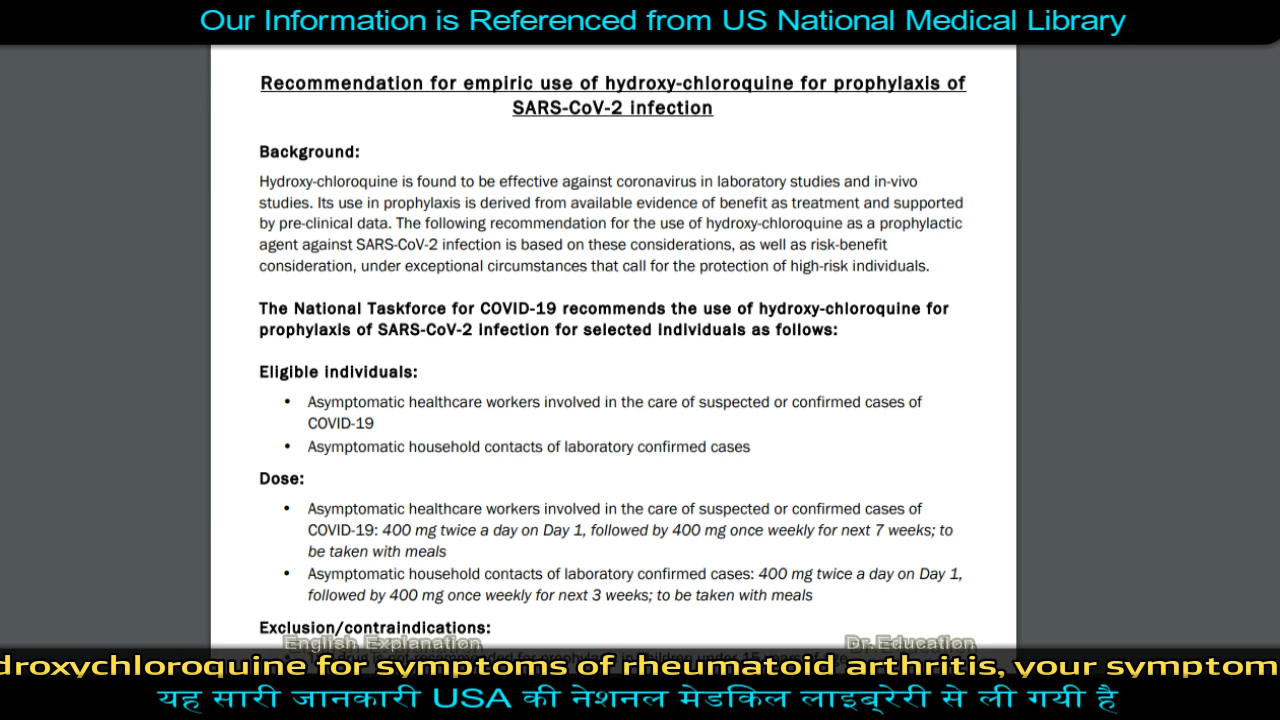 Our Information is Referenced from US National Medical Library
Recommendation for empiric use of hydroxy-chloroquine for prophylaxis of
SARS-CoV-2 infection
Background:
Hydroxy-chloroquine is found to be effective against coronavirus in laboratory studies and in-vivo
studies. Its use in prophylaxis is derived from available evidence of benefit as treatment and supported
by pre-clinical data. The following recommendation for the use of hydroxy-chloroquine as a prophylactic
agent against SARS-CoV-2 infection is based on these considerations, as well as risk-benefit
consideration, under exceptional circumstances that call for the protection of high-risk individuals.
The National Taskforce for COVID-19 recommends the use of hydroxy-chloroquine for
prophylaxis of SARS-CoV-2 infection for selected individuals as follows:
Eligible individuals:
• Asymptomatic healthcare workers involved in the care of suspected or confirmed cases of
COVID-19
• Asymptomatic household contacts of laboratory confirmed cases
Dose:
• Asymptomatic healthcare workers involved in the care of suspected or confirmed cases of
COVID-19: 400 mg twice a day on Day 1, followed by 400 mg once weekly for next 7 weeks; to
be taken with meals
• Asymptomatic household contacts of laboratory confirmed cases: 400 mg twice a day on Day 1,
followed by 400 mg once weekly for next 3 weeks; to be taken with meals
Exclusion/contraindications:
English Explanation Dr.Education
droxychloroquine for symptoms of rheumatoid arthritis, your symptom
यह सारी जानकारी USA की नेशनल मेडकिल लाइब्रेरी से ली गयी है